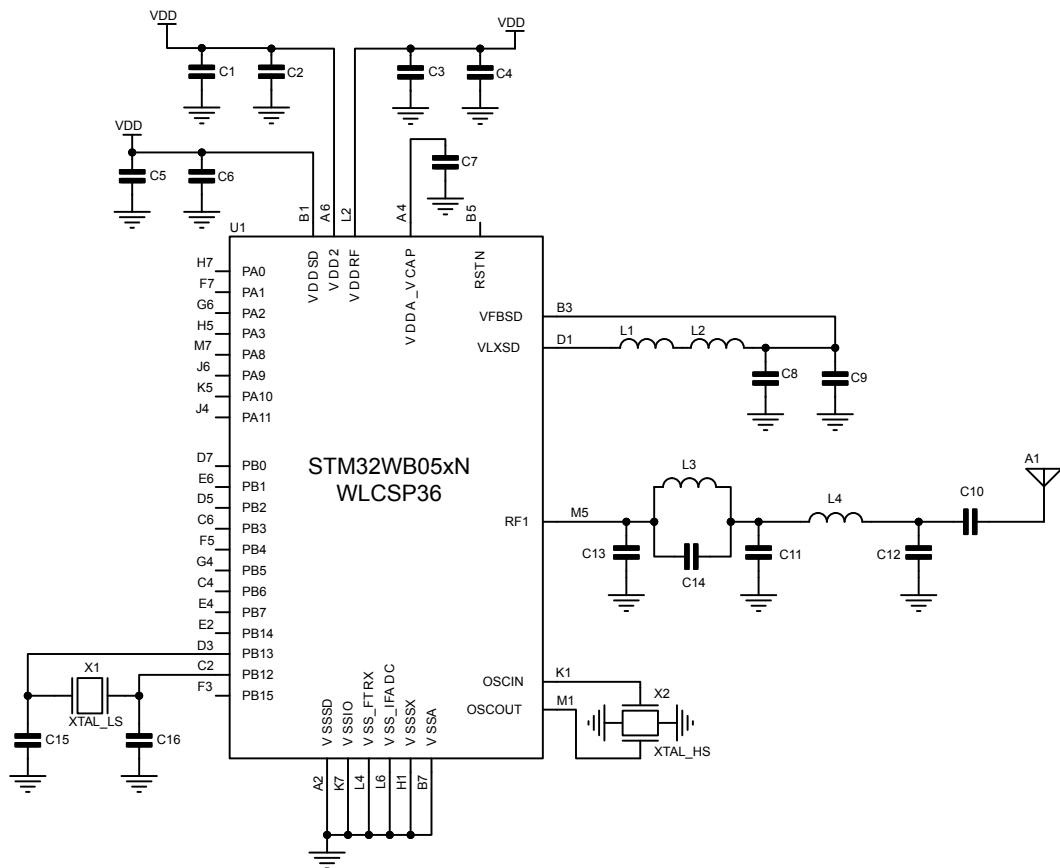 VDD
VDD
C1
C2
C3
C4
VDD
C5
C6
C7
B1
A6
L2
A4
B5
U1
VDDSD
VDD2
VDDRF
VDDA_VCAP
RSTN
H7 PA0
F7 PA1
G6 PA2
H5 PA3
M7 PA8
J6 PA9
K5 PA10
J4 PA11
D7 PB0
E6 PB1
D5 PB2
C6 PB3
F5 PB4
G4 PB5
C4 PB6
E4 PB7
E2 PB14
D3 PB13
C2 PB12
F3 PB15
STM32WB05xN
WLCSP36
VFBSD B3
VLXSD D1
L1
L2
C8
C9
RF1 M5
L3
C13
C14
C11
L4
C12
C10
A1
X1
XTAL_LS
C15
C16
OSCIN K1
OSCOUT M1
X2
XTAL_HS
VSSSD
VSSIO
VSS_FTRX
VSS_IFADC
VSSSX
VSSA
A2
K7
L4
L6
H1
B7